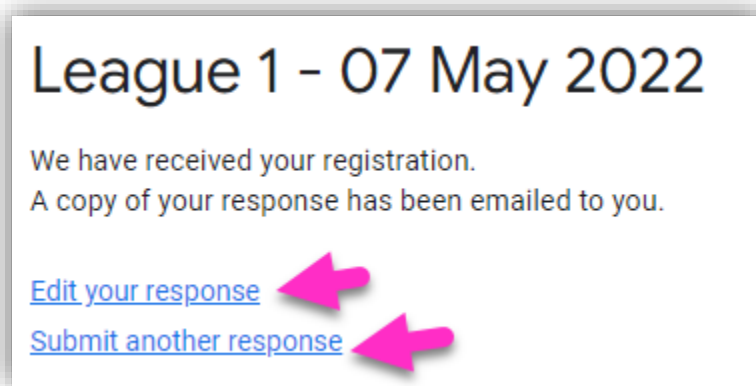 League 1 - 07 May 2022
We have received your registration.
A copy of your response has been emailed to you.
Edit your response
Submit another response